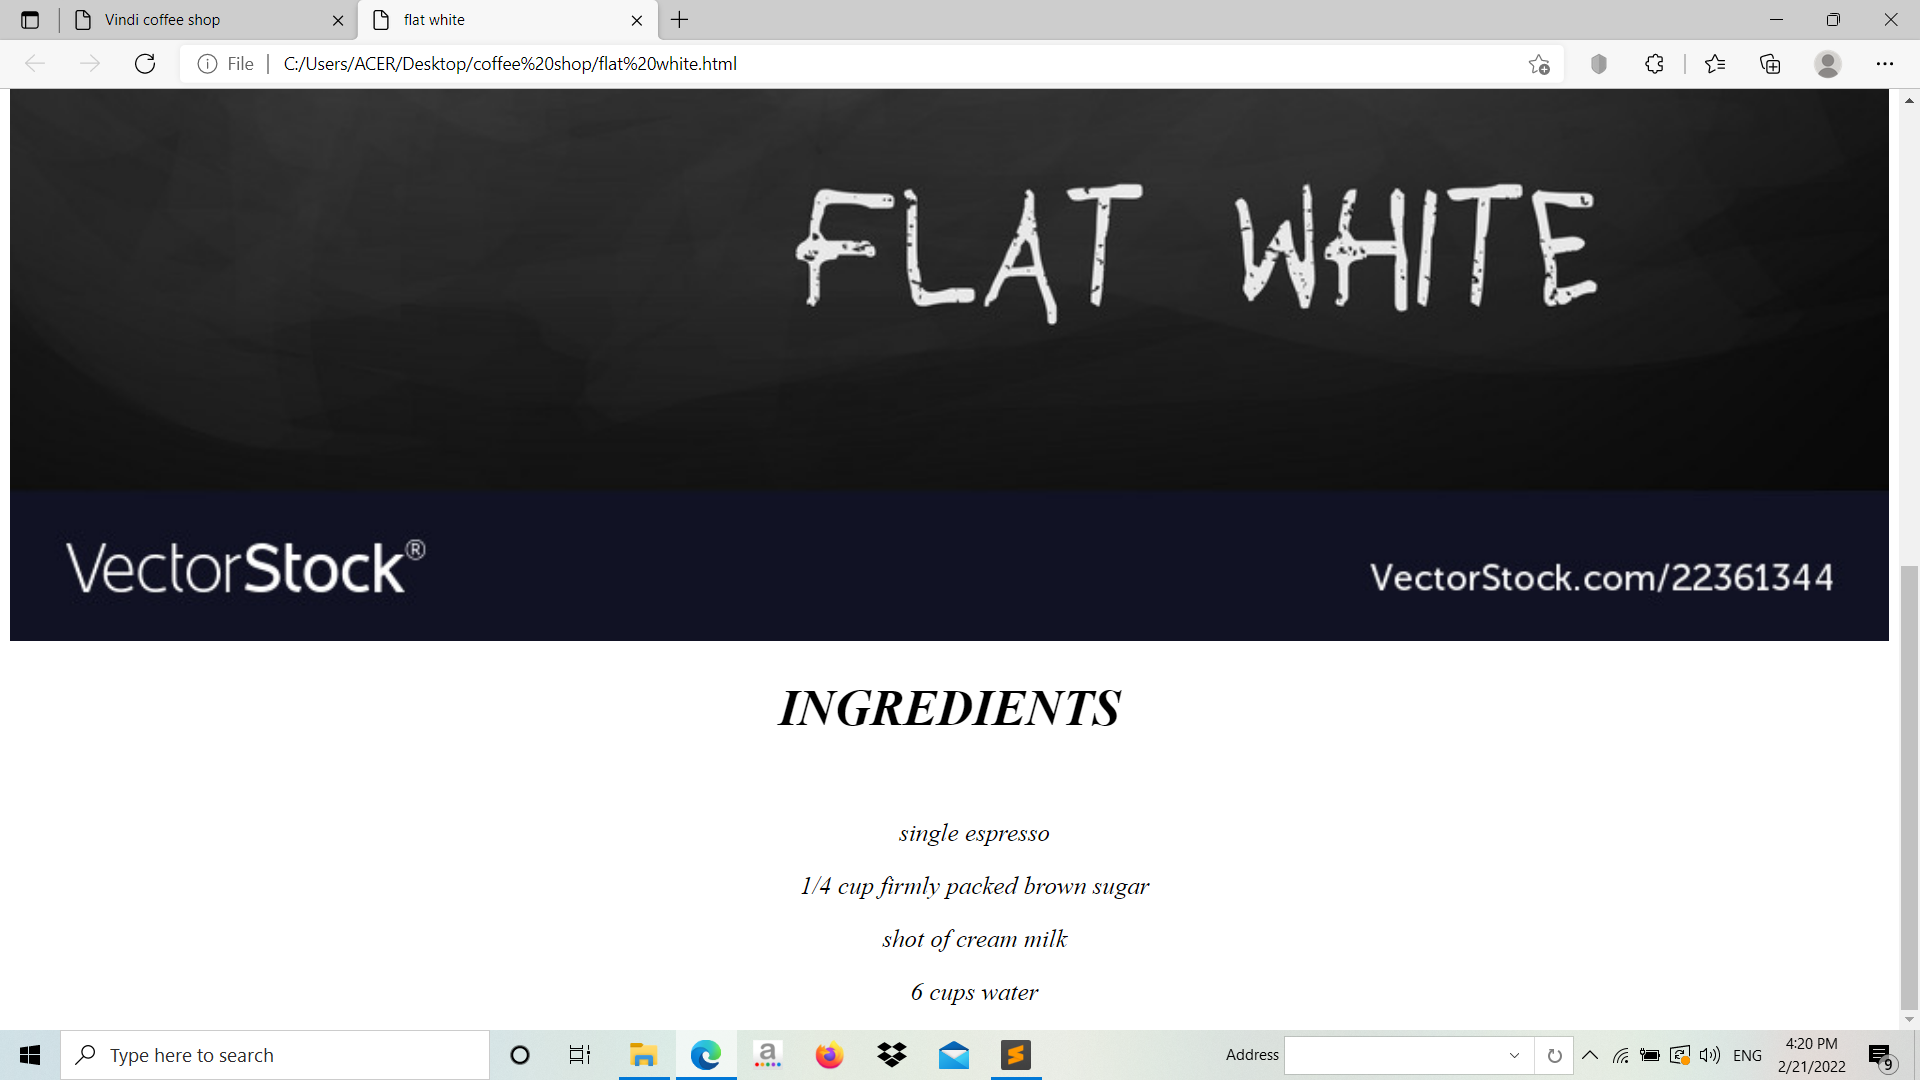 Vindi coffee shop
flat white
File
C:/Users/ACER/Desktop/coffee%20shop/flat%20white.html
FLAT WHITE
VectorStock®
VectorStock.com/22361344
INGREDIENTS
single espresso
1/4 cup firmly packed brown sugar
shot of cream milk
6 cups water
Type here to search
a
Address
ENG
4:20 PM
2/21/2022
9